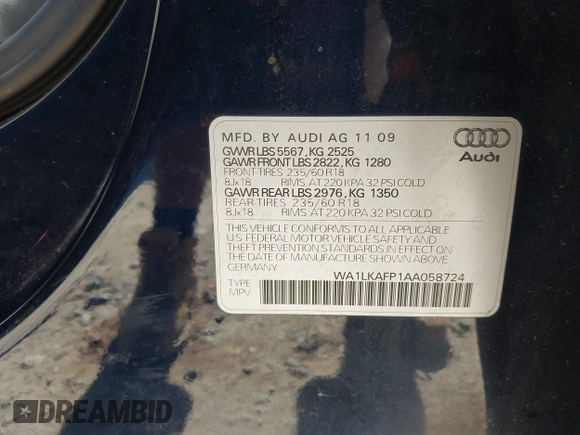 MFD. BY AUDI AG 11 09
GVWR LBS 5567, KG 2525
GAWR FRONT LBS 2822, KG 1280
FRONT-TIRES 235/60 R18
8Jx18 RIMS AT 220 KPA 32 PSI COLD
GAWR REAR LBS 2976, KG 1350
REAR-TIRES 235/60 R18
8Jx18 RIMS AT 220 KPA 32 PSI COLD
THIS VEHICLE CONFORMS TO ALL APPLICABLE
U.S. FEDERAL MOTOR VEHICLE SAFETY AND
THEFT PREVENTION STANDARDS IN EFFECT ON
THE DATE OF MANUFACTURE SHOWN ABOVE
GERMANY
WA1LKAFP1AA058724
TYPE
MPV
Audi
DREAMBID